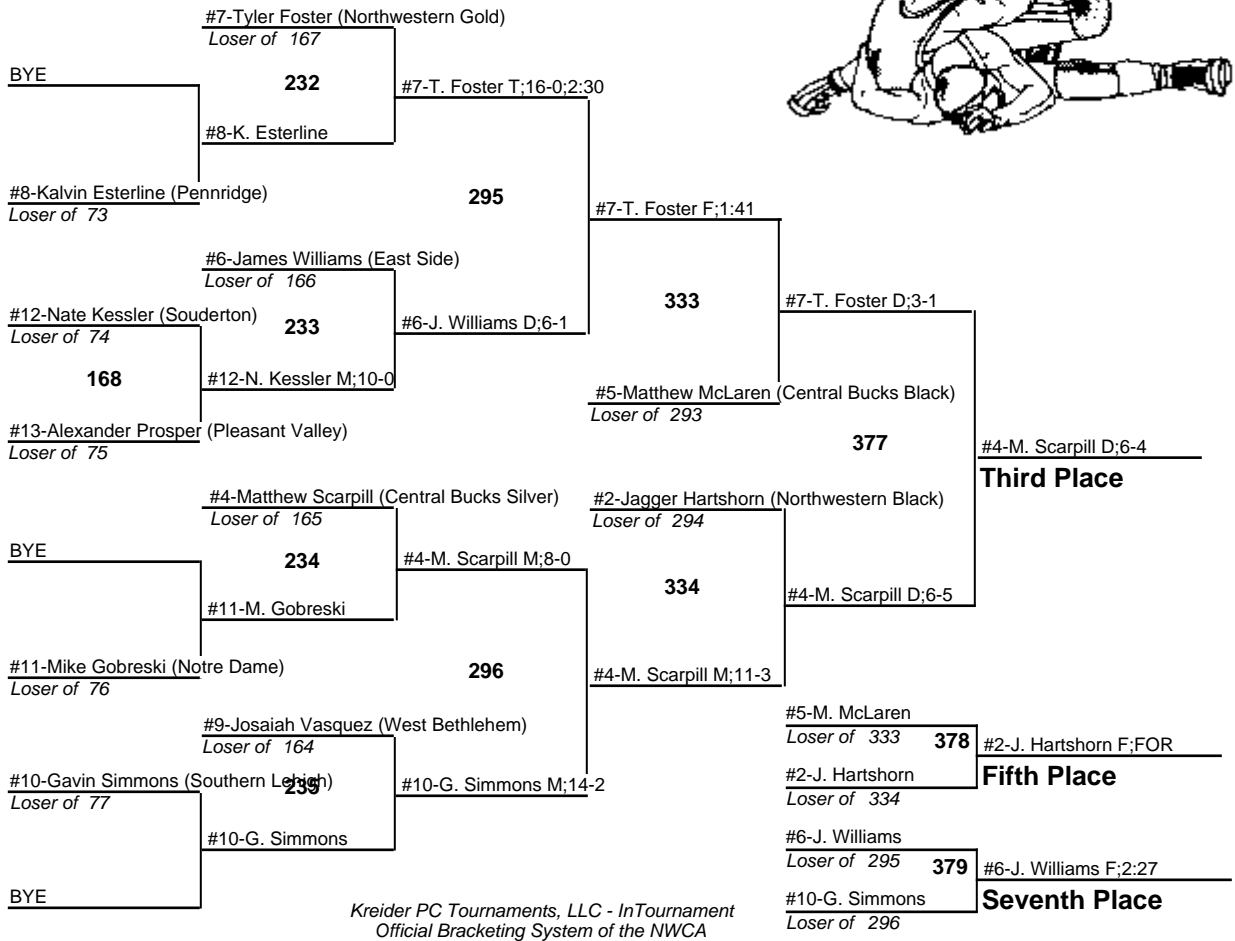 #7-Tyler Foster (Northwestern Gold)
Loser of 167
BYE
232
#7-T. Foster T;16-0;2:30
#8-K. Esterline
#8-Kalvin Esterline (Pennridge)
Loser of 73
295
#7-T. Foster F;1:41
#6-James Williams (East Side)
Loser of 166
#12-Nate Kessler (Souderton)
Loser of 74
233
#6-J. Williams D;6-1
333
#7-T. Foster D;3-1
168
#12-N. Kessler M;10-0
#5-Matthew McLaren (Central Bucks Black)
Loser of 293
#13-Alexander Prosper (Pleasant Valley)
Loser of 75
377
#4-M. Scarpill D;6-4
Third Place
#4-Matthew Scarpill (Central Bucks Silver)
Loser of 165
#2-Jagger Hartshorn (Northwestern Black)
Loser of 294
BYE
234
#4-M. Scarpill M;8-0
334
#4-M. Scarpill D;6-5
#11-M. Gobreski
#11-Mike Gobreski (Notre Dame)
Loser of 76
296
#4-M. Scarpill M;11-3
#9-Josaiah Vasquez (West Bethlehem)
Loser of 164
#5-M. McLaren
Loser of 333
378
#2-J. Hartshorn F;FOR
Fifth Place
#10-Gavin Simmons (Southern Lehigh)
Loser of 77
235
#10-G. Simmons M;14-2
#2-J. Hartshorn
Loser of 334
#10-G. Simmons
#6-J. Williams
Loser of 295
379
#6-J. Williams F;2:27
Seventh Place
BYE
#10-G. Simmons
Loser of 296
Kreider PC Tournaments, LLC - InTournament
Official Bracketing System of the NWCA